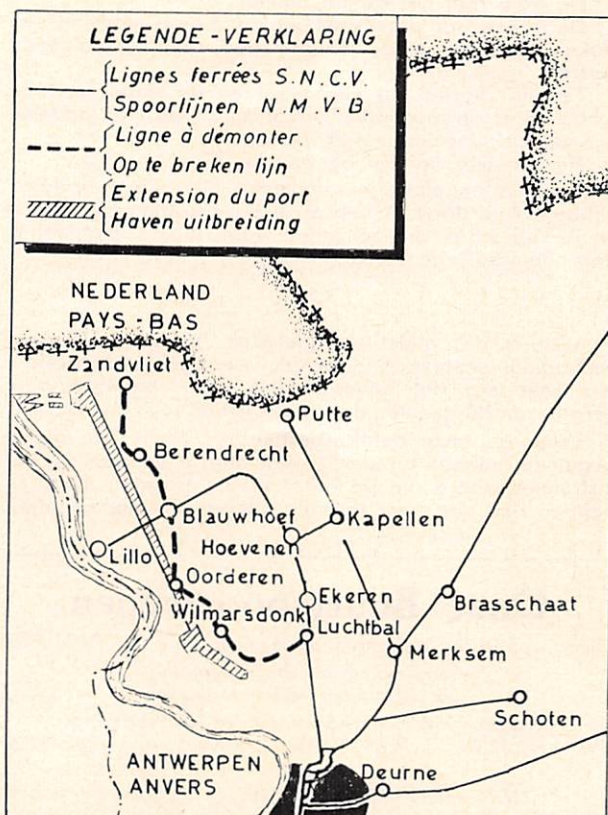 LEGENDE-VERKLARING
Lignes ferrées S.N.C.V.
Spoorlijnen N.M.V.B.
Ligne à démonter.
Op te breken lijn
Extension du port
Haven uitbreiding
NEDERLAND
PAYS-BAS
Zandvliet
Putte
Berendrecht
Blauwhoef
Kapellen
Hoevenen
Lillo
Oorderen
Ekeren
Brasschaat
Wilmarsdonk
Luchtbal
Merksem
Schoten
ANTWERPEN
ANVERS
Deurne